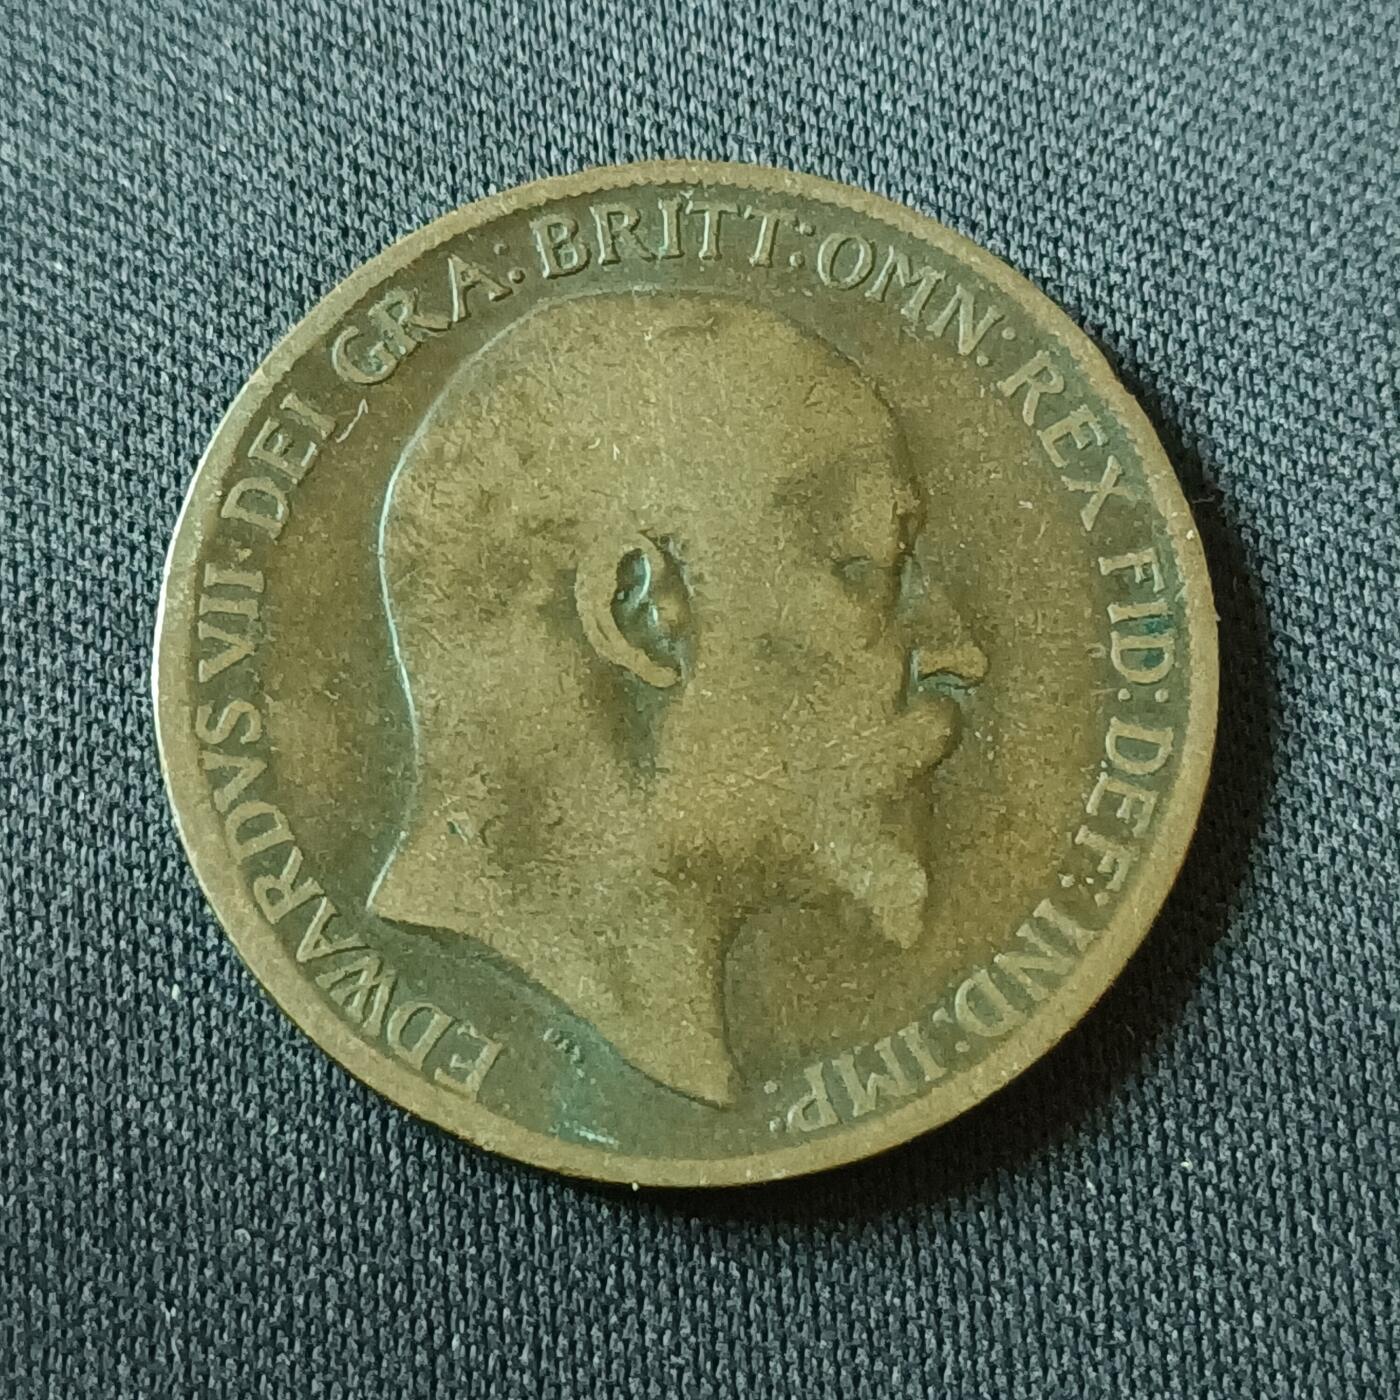 EDWARDVS VII DEI GRA: BRITT: OMN: REX FID: DEF: IND: IMP: